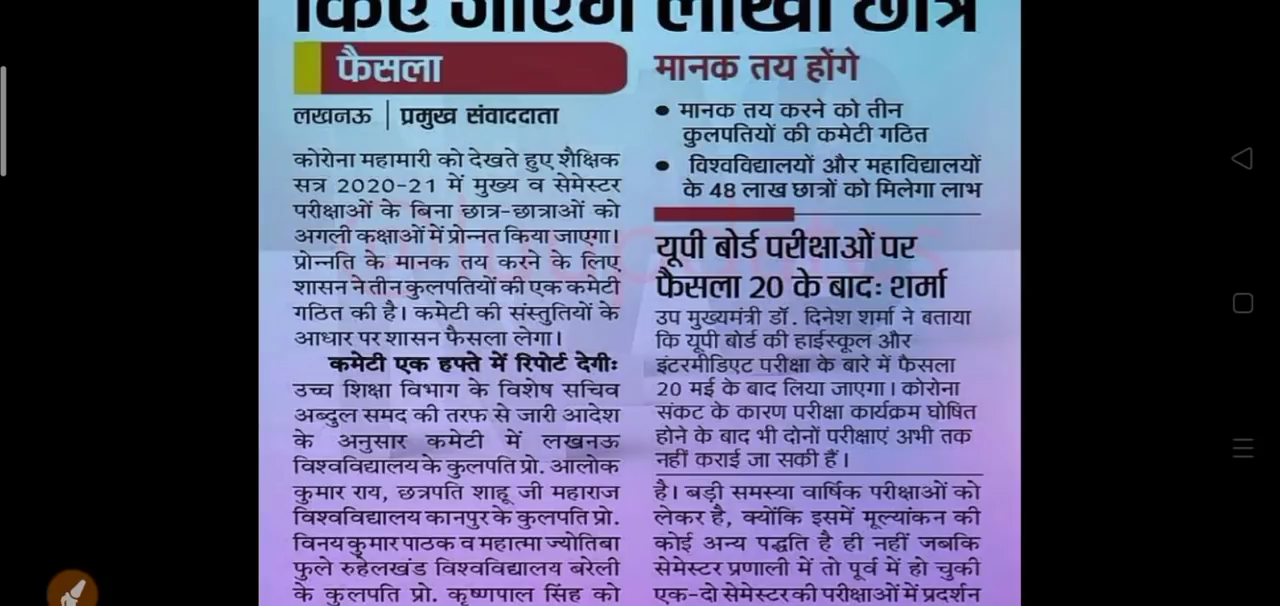 किए जाएंगे लाखों छात्र
फैसला
लखनऊ | प्रमुख संवाददाता
कोरोना महामारी को देखते हुए शैक्षिक
सत्र 2020-21 में मुख्य व सेमेस्टर
परीक्षाओं के बिना छात्र-छात्राओं को
अगली कक्षाओं में प्रोन्नत किया जाएगा।
प्रोन्नति के मानक तय करने के लिए
शासन ने तीन कुलपतियों की एक कमेटी
गठित की है। कमेटी की संस्तुतियों के
आधार पर शासन फैसला लेगा।
कमेटी एक हफ्ते में रिपोर्ट देगीः
उच्च शिक्षा विभाग के विशेष सचिव
अब्दुल समद की तरफ से जारी आदेश
के अनुसार कमेटी में लखनऊ
विश्वविद्यालय के कुलपति प्रो. आलोक
कुमार राय, छत्रपति शाहू जी महाराज
विश्वविद्यालय कानपुर के कुलपति प्रो.
विनय कुमार पाठक व महात्मा ज्योतिबा
फुले रुहेलखंड विश्वविद्यालय बरेली
के कुलपति प्रो. कृष्णपाल सिंह को
मानक तय होंगे
● मानक तय करने को तीन
कुलपतियों की कमेटी गठित
● विश्वविद्यालयों और महाविद्यालयों
के 48 लाख छात्रों को मिलेगा लाभ
यूपी बोर्ड परीक्षाओं पर
फैसला 20 के बादः शर्मा
उप मुख्यमंत्री डॉ. दिनेश शर्मा ने बताया
कि यूपी बोर्ड की हाईस्कूल और
इंटरमीडिएट परीक्षा के बारे में फैसला
20 मई के बाद लिया जाएगा। कोरोना
संकट के कारण परीक्षा कार्यक्रम घोषित
होने के बाद भी दोनों परीक्षाएं अभी तक
नहीं कराई जा सकी हैं।
है। बड़ी समस्या वार्षिक परीक्षाओं को
लेकर है, क्योंकि इसमें मूल्यांकन की
कोई अन्य पद्धति है ही नहीं जबकि
सेमेस्टर प्रणाली में तो पूर्व में हो चुकी
एक-दो सेमेस्टर की परीक्षाओं में प्रदर्शन